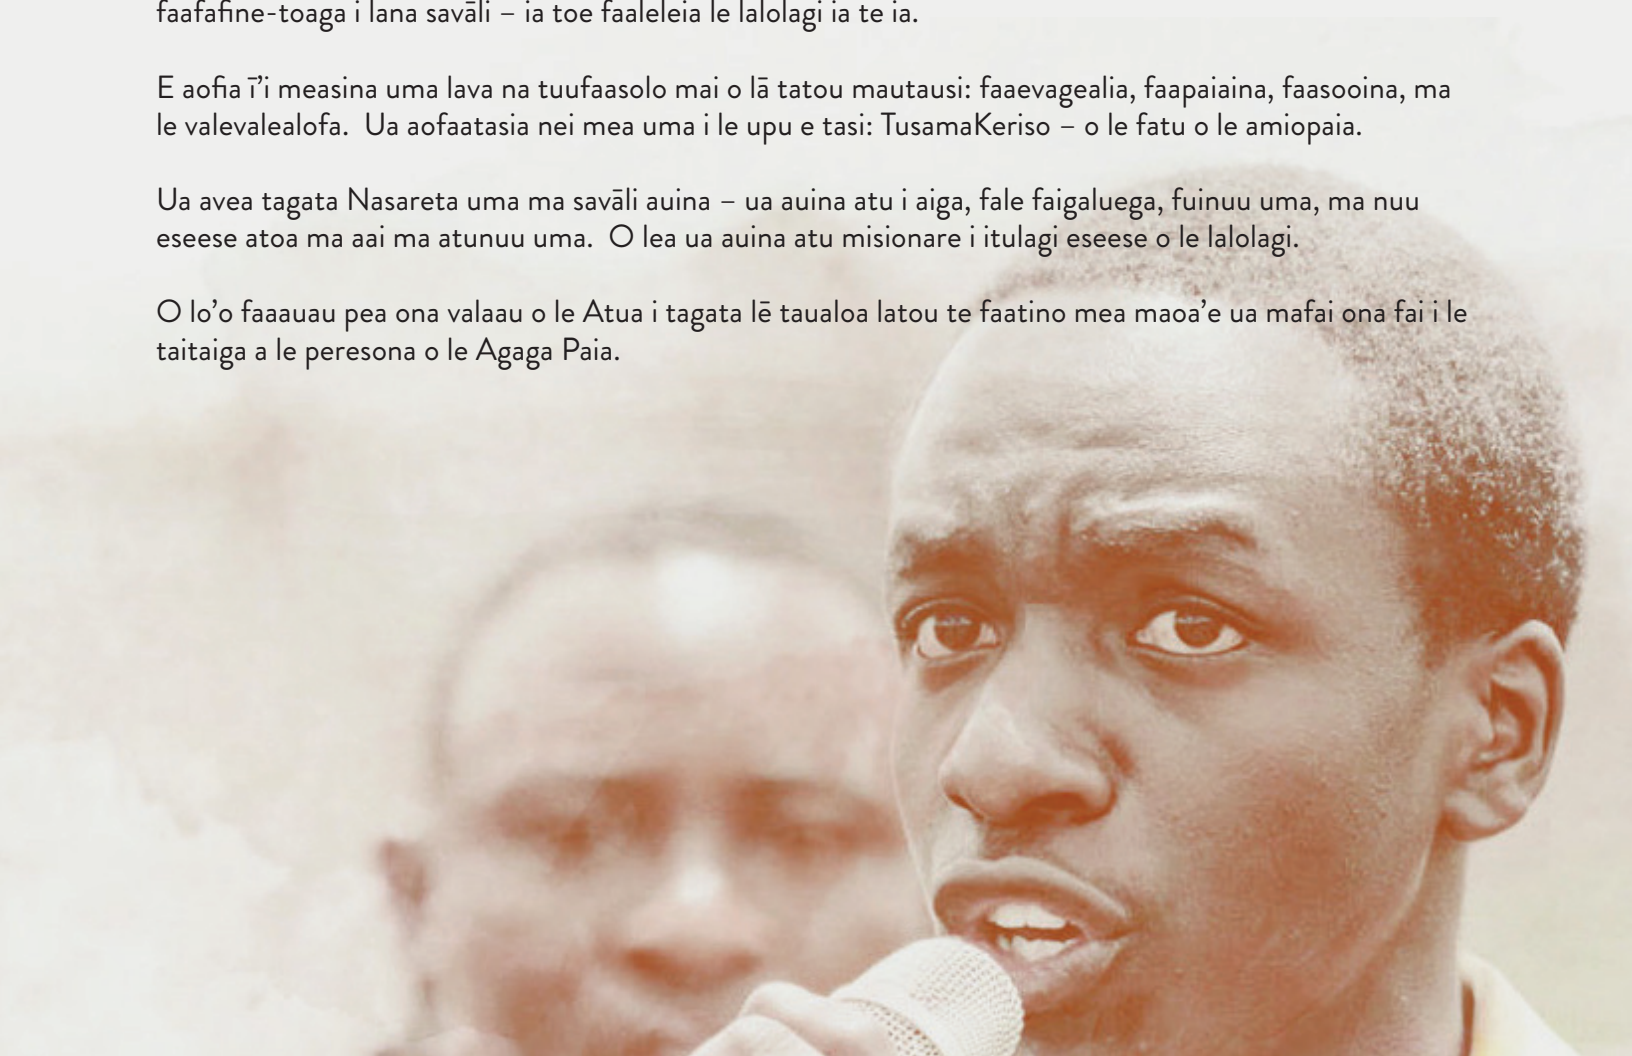 faafafine-toaga i lana savāli – ia toe faaleleia le lalolagi ia te ia.
E aofia ī’i measina uma lava na tuufaasolo mai o lā tatou mautausi: faaevagealia, faapaiaina, faasooina, ma
le valevalealofa.  Ua aofaatasia nei mea uma i le upu e tasi: TusamaKeriso – o le fatu o le amiopaia.
Ua avea tagata Nasareta uma ma savāli auina – ua auina atu i aiga, fale faigaluega, fuinuu uma, ma nuu
eseese atoa ma aai ma atunuu uma.  O lea ua auina atu misionare i itulagi eseese o le lalolagi.
O lo’o faaauau pea ona valaau o le Atua i tagata lē taualoa latou te faatino mea maoa’e ua mafai ona fai i le
taitaiga a le peresona o le Agaga Paia.